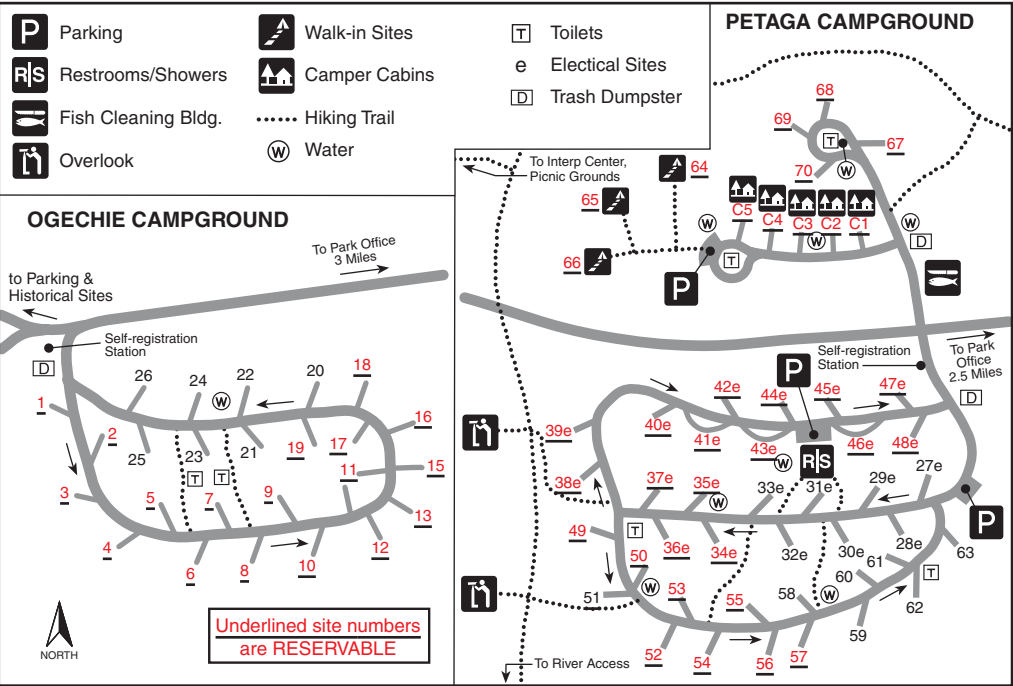 P Parking
R|S Restrooms/Showers
Fish Cleaning Bldg.
Overlook
Walk-in Sites
Camper Cabins
Hiking Trail
W Water
T Toilets
e Electical Sites
D Trash Dumpster
OGECHIE CAMPGROUND
To Park Office
3 Miles
to Parking &
Historical Sites
Self-registration
Station
D
1
2
3
4
5
6
7
8
9
10
11
12
13
15
16
17
18
19
20
21
22
23
24
25
26
W
T
T
NORTH
Underlined site numbers
are RESERVABLE
PETAGA CAMPGROUND
To Interp Center,
Picnic Grounds
64
65
66
67
68
69
70
T
W
C5
C4
C3
C2
C1
W
W
W
D
P
T
To Park
Office
2.5 Miles
Self-registration
Station
D
P
R|S
W
27e
28e
29e
30e
31e
32e
33e
34e
35e
36e
37e
38e
39e
40e
41e
42e
43e
44e
45e
46e
47e
48e
W
T
P
49
50
51
52
53
54
55
56
57
58
59
60
61
62
63
W
W
T
To River Access